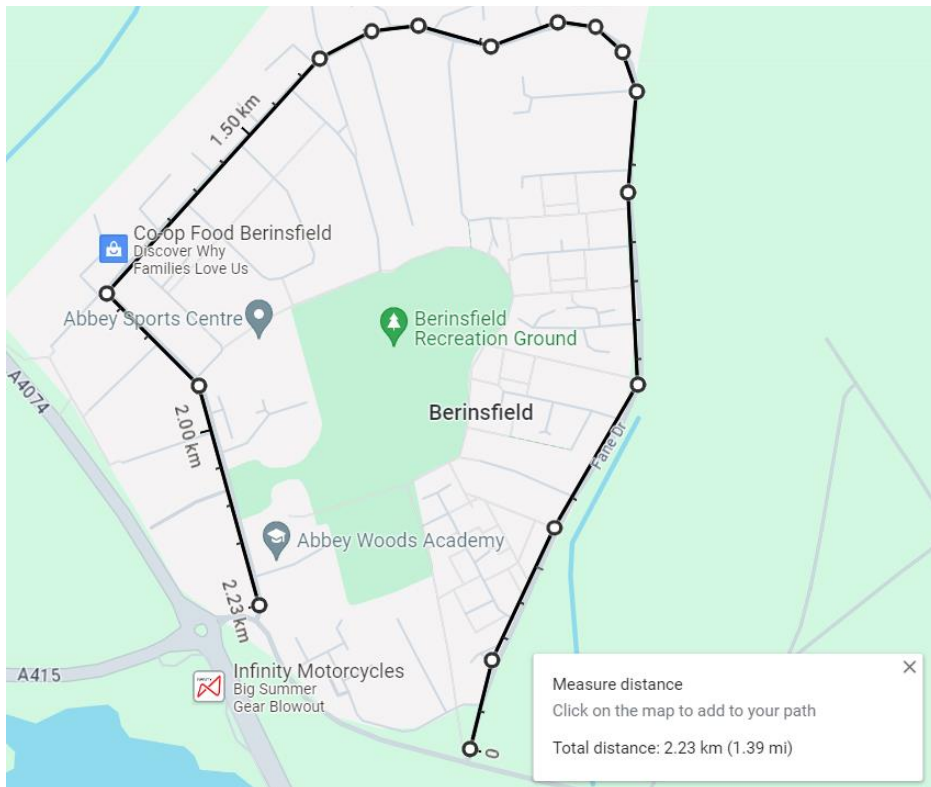 1.50 km
Co-op Food Berinsfield
Discover Why
Families Love Us
Abbey Sports Centre
Berinsfield
Recreation Ground
A4074
Berinsfield
2.00 km
Fane Dr
Abbey Woods Academy
2.23 km
A415
Infinity Motorcycles
Big Summer
Gear Blowout
0
Measure distance
Click on the map to add to your path
Total distance: 2.23 km (1.39 mi)